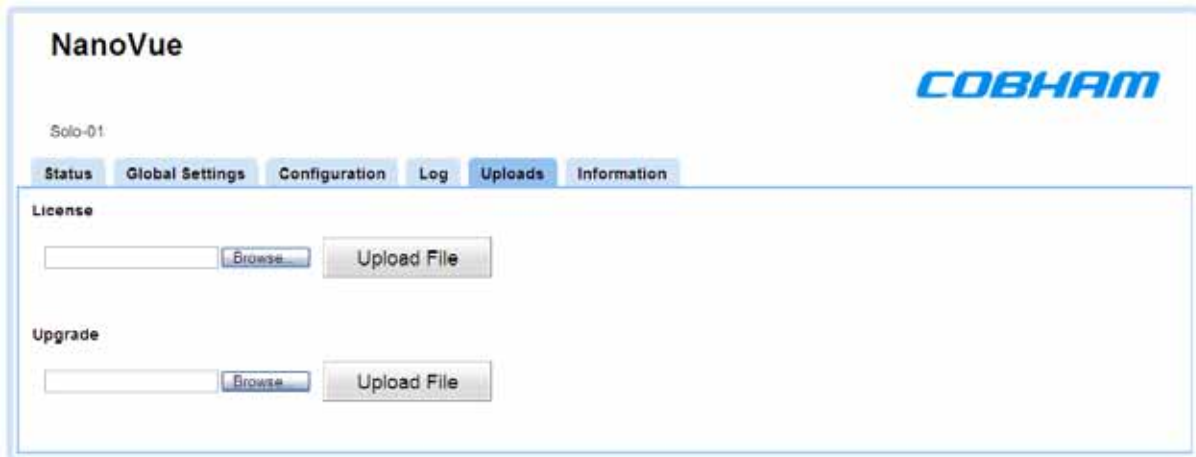 NanoVue
COBHAM
Solo-01
Status Global Settings Configuration Log Uploads Information
License
Browse... Upload File
Upgrade
Browse... Upload File